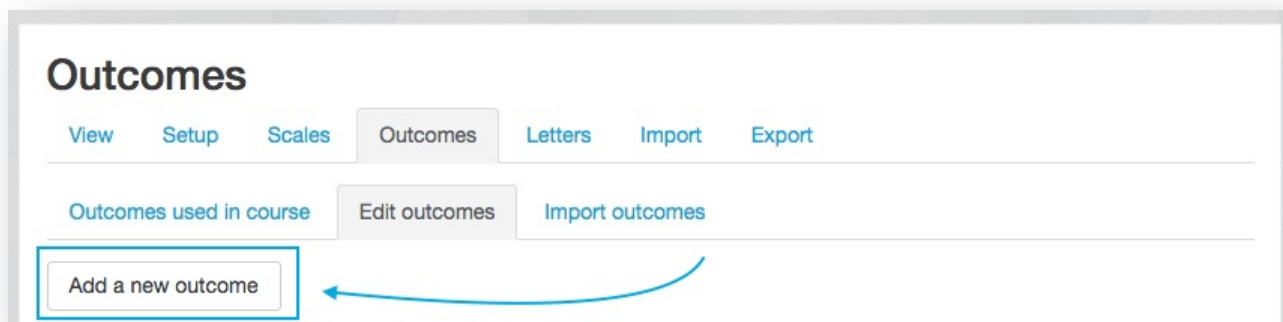 Outcomes
View Setup Scales Outcomes Letters Import Export
Outcomes used in course Edit outcomes Import outcomes
Add a new outcome